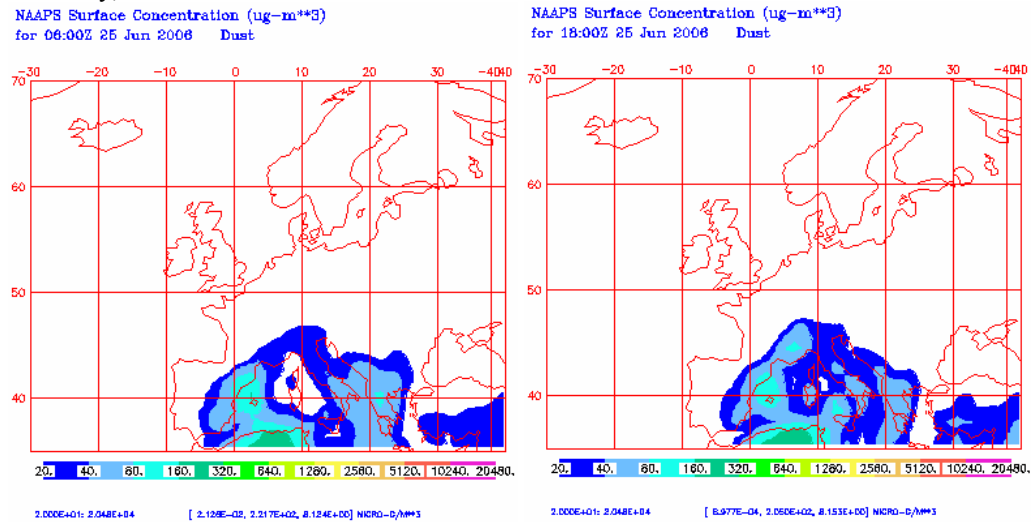 NAAPS Surface Concentration (ug-m**3)
for 06:00Z 25 Jun 2006 Dust
-30 -20 -10 0 10 20 30 -4040
70
60
50
40
20. 40. 80. 160. 320. 640. 1280. 2560. 5120. 10240. 20480.
2.000E+01: 2.048E+04 [ 2.126E-02, 2.217E+02, 8.124E+00] MICRO-G/M**3
NAAPS Surface Concentration (ug-m**3)
for 18:00Z 25 Jun 2006 Dust
-30 -20 -10 0 10 20 30 -4040
70
60
50
40
20. 40. 80. 160. 320. 640. 1280. 2560. 5120. 10240. 20480.
2.000E+01: 2.048E+04 [ 6.977E-04, 2.050E+02, 8.153E+00] MICRO-G/M**3